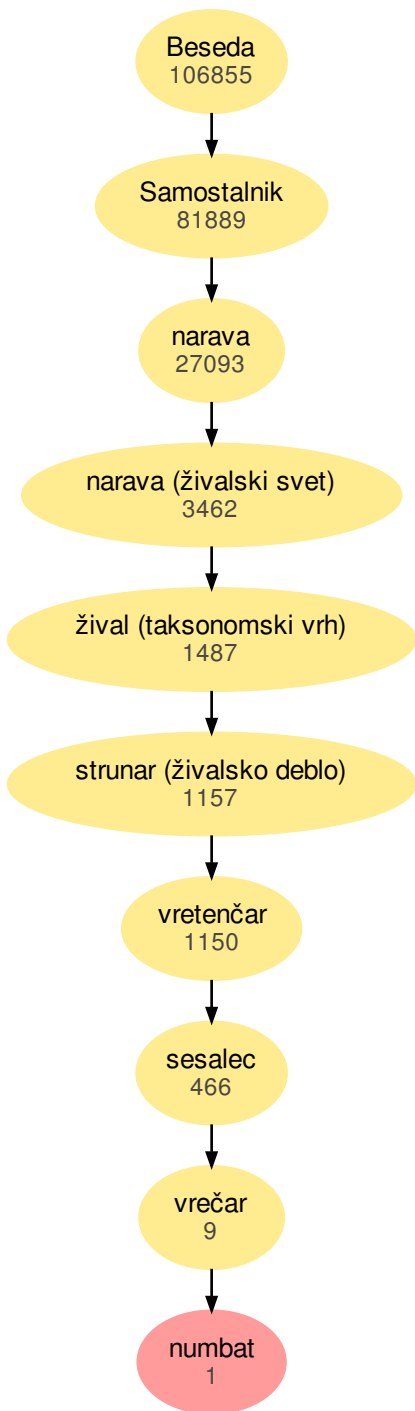 Beseda
106855
Samostalnik
81889
narava
27093
narava (živalski svet)
3462
žival (taksonomski vrh)
1487
strunar (živalsko deblo)
1157
vretenčar
1150
sesalec
466
vrečar
9
numbat
1